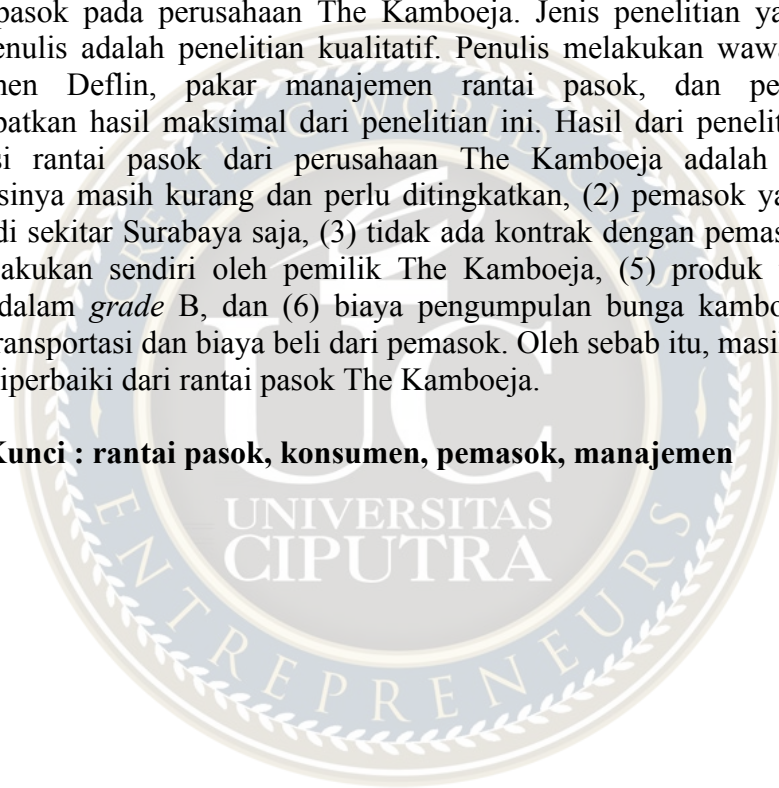 pasok pada perusahaan The Kamboeja. Jenis penelitian ya
enulis adalah penelitian kualitatif. Penulis melakukan wawa
men Deflin, pakar manajemen rantai pasok, dan pe
patkan hasil maksimal dari penelitian ini. Hasil dari penelit
si rantai pasok dari perusahaan The Kamboeja adalah
sinya masih kurang dan perlu ditingkatkan, (2) pemasok ya
di sekitar Surabaya saja, (3) tidak ada kontrak dengan pemas
akukan sendiri oleh pemilik The Kamboeja, (5) produk
dalam grade B, dan (6) biaya pengumpulan bunga kambo
ransportasi dan biaya beli dari pemasok. Oleh sebab itu, masi
iperbaiki dari rantai pasok The Kamboeja.
Kunci : rantai pasok, konsumen, pemasok, manajemen
UC
UNIVERSITAS
CIPUTRA
ENTREPRENEURS